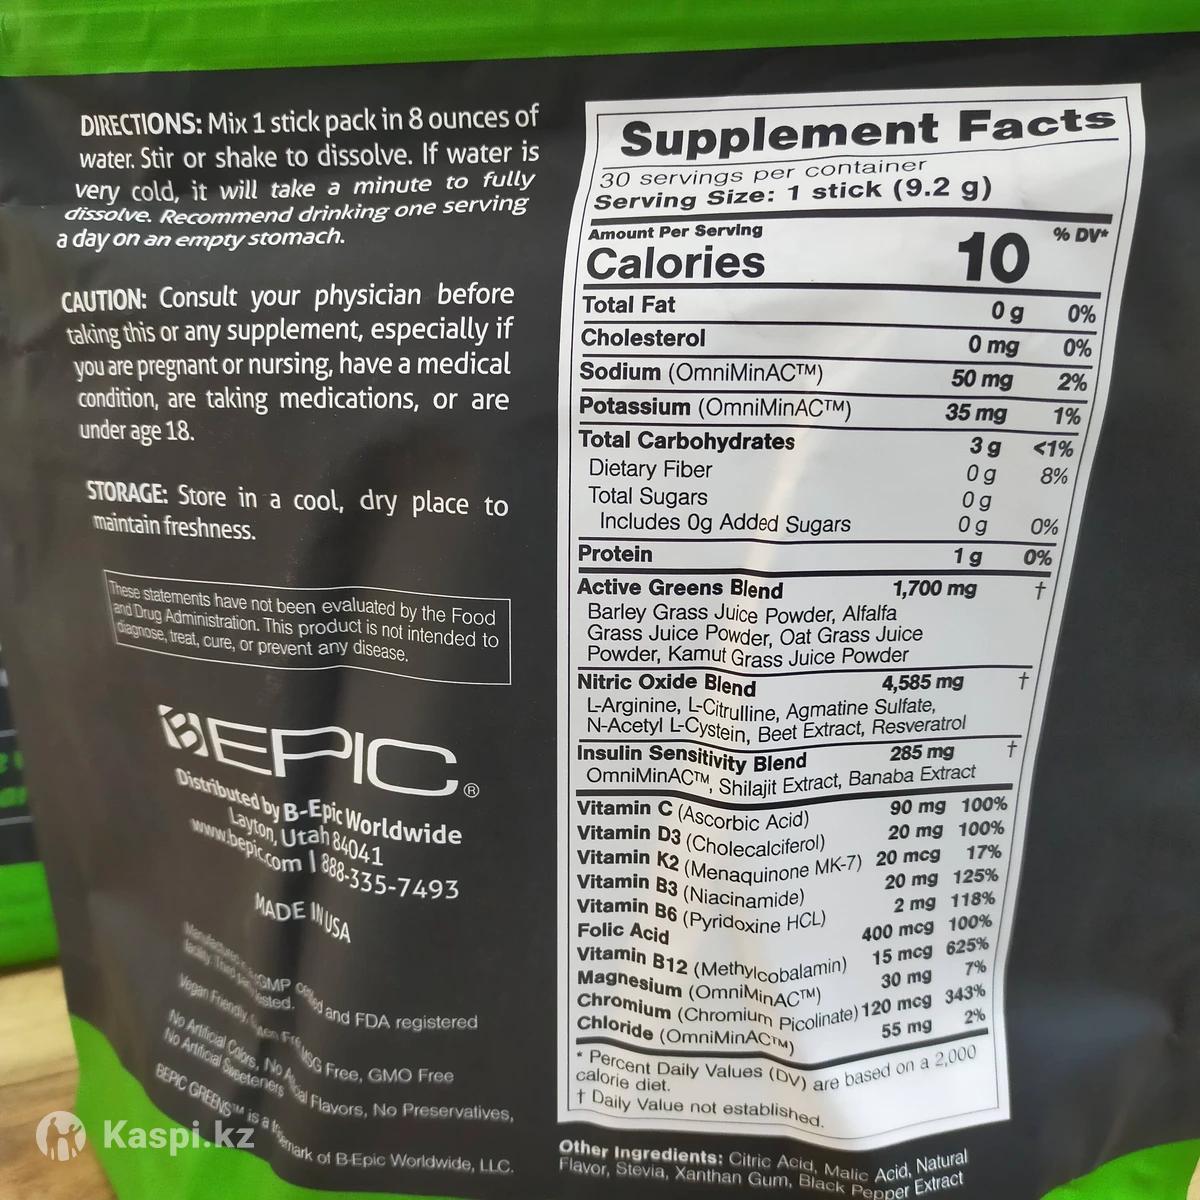 DIRECTIONS: Mix 1 stick pack in 8 ounces of
water. Stir or shake to dissolve. If water is
very cold, it will take a minute to fully
dissolve. Recommend drinking one serving
a day on an empty stomach.
CAUTION: Consult your physician before
taking this or any supplement, especially if
you are pregnant or nursing, have a medical
condition, are taking medications, or are
under age 18.
STORAGE: Store in a cool, dry place to
maintain freshness.
These statements have not been evaluated by the Food
and Drug Administration. This product is not intended to
diagnose, treat, cure, or prevent any disease.
BEPIC®
Distributed by B-Epic Worldwide
Layton, Utah 84041
www.bepic.com | 888-335-7493
MADE IN USA
Manufactured in a GMP and FDA registered
facility. Third tested.
Vegan Friendly, MSG Free, GMO Free
No Artificial Colors, No Flavors, No Preservatives,
No Artificial Sweeteners
BEPIC GREENS™ is a trademark of B-Epic Worldwide, LLC.
Supplement Facts
30 servings per container
Serving Size: 1 stick (9.2 g)
Amount Per Serving % DV*
Calories 10
Total Fat 0 g 0%
Cholesterol 0 mg 0%
Sodium (OmniMinAC™) 50 mg 2%
Potassium (OmniMinAC™) 35 mg 1%
Total Carbohydrates 3 g <1%
Dietary Fiber 0 g 8%
Total Sugars 0 g
Includes 0g Added Sugars 0 g 0%
Protein 1 g 0%
Active Greens Blend 1,700 mg †
Barley Grass Juice Powder, Alfalfa
Grass Juice Powder, Oat Grass Juice
Powder, Kamut Grass Juice Powder
Nitric Oxide Blend 4,585 mg †
L-Arginine, L-Citrulline, Agmatine Sulfate,
N-Acetyl L-Cystein, Beet Extract, Resveratrol
Insulin Sensitivity Blend 285 mg †
OmniMinAC™, Shilajit Extract, Banaba Extract
Vitamin C (Ascorbic Acid) 90 mg 100%
Vitamin D3 (Cholecalciferol) 20 mg 100%
Vitamin K2 (Menaquinone MK-7) 20 mcg 17%
Vitamin B3 (Niacinamide) 20 mg 125%
Vitamin B6 (Pyridoxine HCL) 2 mg 118%
Folic Acid 400 mcg 100%
Vitamin B12 (Methylcobalamin) 15 mcg 625%
Magnesium (OmniMinAC™) 30 mg 7%
Chromium (Chromium Picolinate) 120 mcg 343%
Chloride (OmniMinAC™) 55 mg 2%
* Percent Daily Values (DV) are based on a 2,000
calorie diet.
† Daily Value not established.
Other Ingredients: Citric Acid, Malic Acid, Natural
Flavor, Stevia, Xanthan Gum, Black Pepper Extract
Kaspi.kz